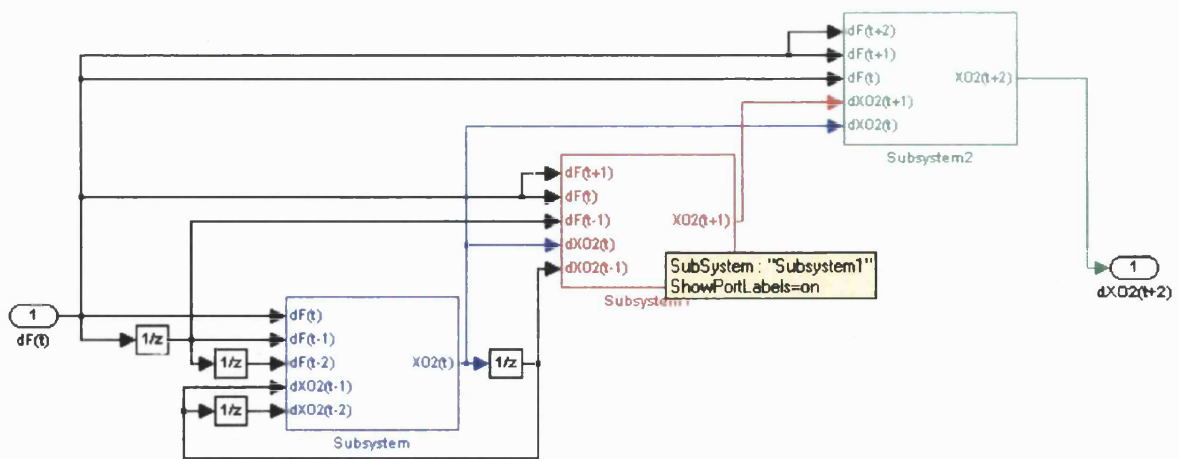 dF(t+2)
dF(t+1)
dF(t)
dXO2(t+1)
dXO2(t)
XO2(t+2)
Subsystem2
dF(t+1)
dF(t)
dF(t-1)
dXO2(t)
dXO2(t-1)
XO2(t+1)
SubSystem : "Subsystem1"
ShowPortLabels=on
Subsystem1
1
dXO2(t+2)
1
dF(t)
1/z
1/z
1/z
dF(t)
dF(t-1)
dF(t-2)
dXO2(t-1)
dXO2(t-2)
XO2(t)
Subsystem
1/z